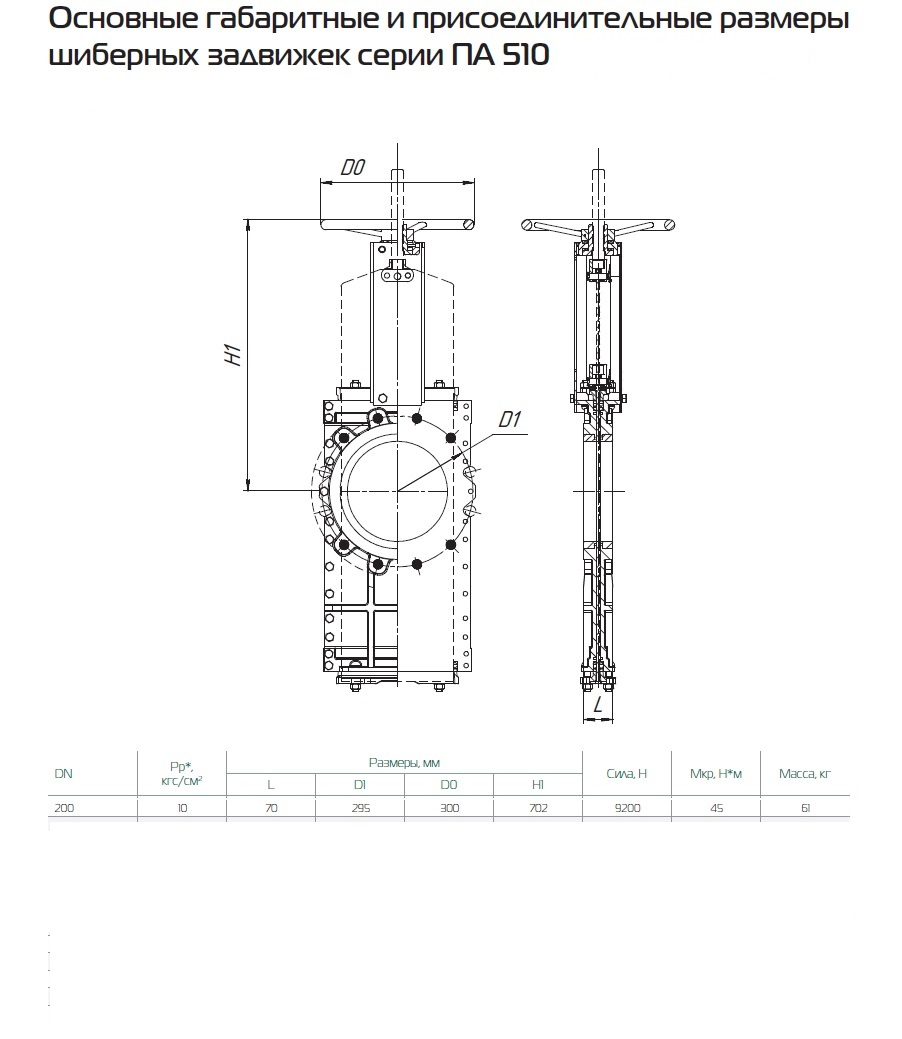 Основные габаритные и присоединительные размеры
шиберных задвижек серии ПА 510
D0
H1
D1
L
DN
Pp*,
кгс/см²
Размеры, мм
L
D1
D0
H1
Сила, Н
Мкр, Н*м
Масса, кг
200
10
70
295
300
702
9200
45
61